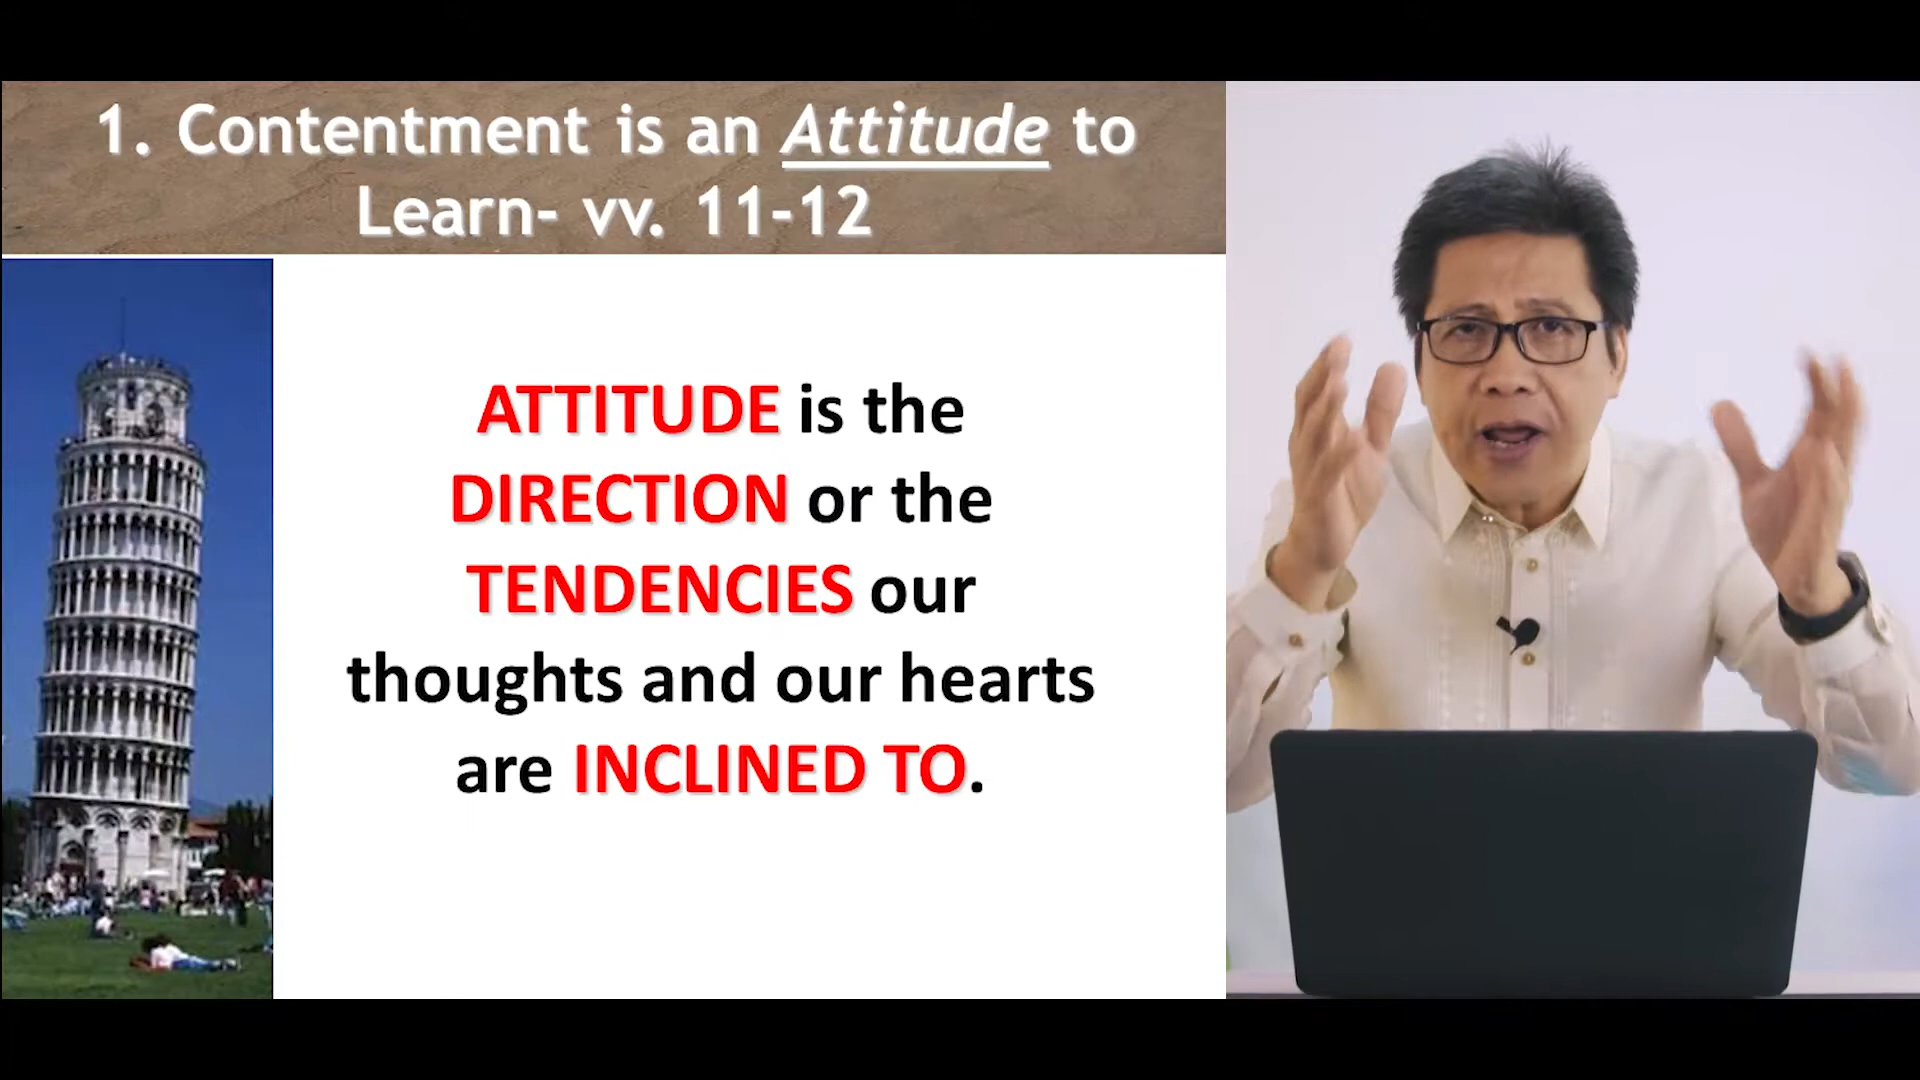 1. Contentment is an Attitude to
Learn- vv. 11-12
ATTITUDE is the
DIRECTION or the
TENDENCIES our
thoughts and our hearts
are INCLINED TO.